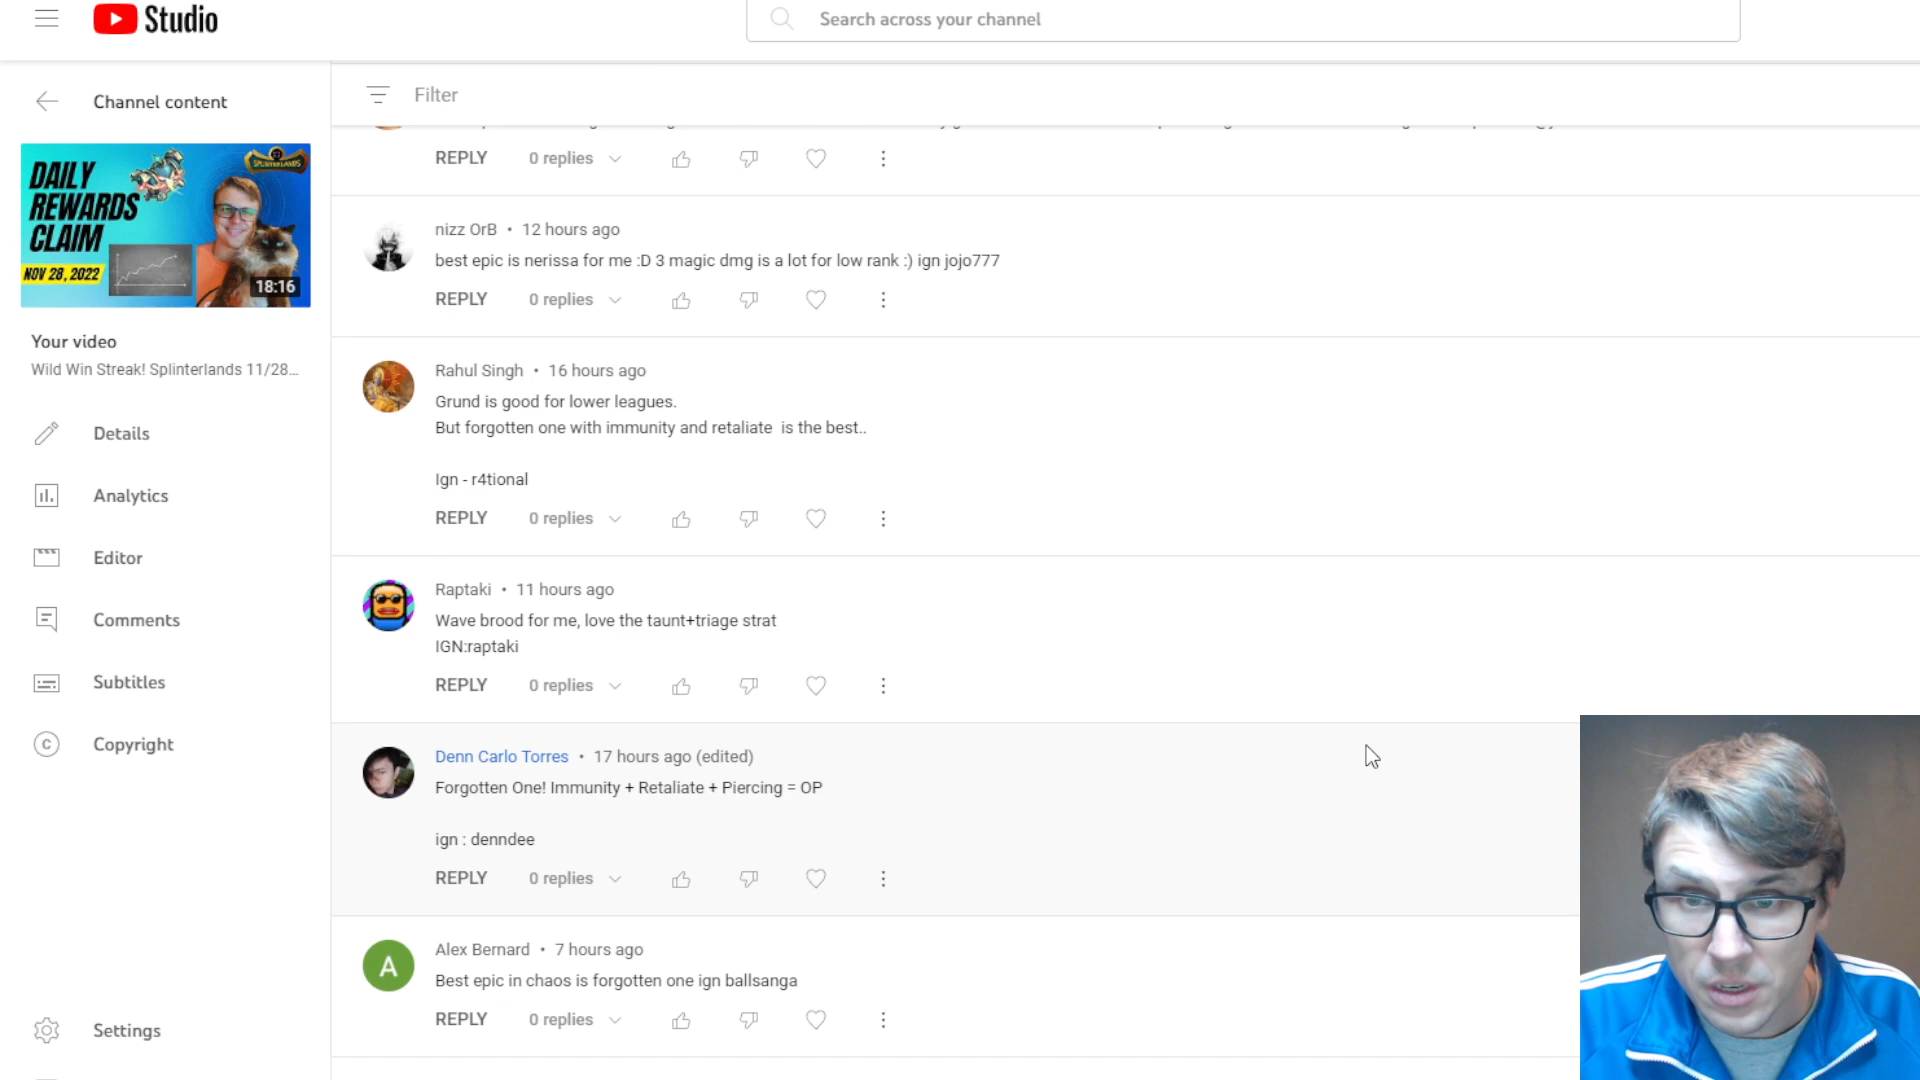 Studio
Search across your channel
Channel content
Filter
DAILY
REWARDS
CLAIM
NOV 28, 2022
SPLINTERLANDS
18:16
Your video
Wild Win Streak! Splinterlands 11/28...
Details
Analytics
Editor
Comments
Subtitles
Copyright
Settings
REPLY 0 replies
nizz OrB • 12 hours ago
best epic is nerissa for me :D 3 magic dmg is a lot for low rank :) ign jojo777
REPLY 0 replies
Rahul Singh • 16 hours ago
Grund is good for lower leagues.
But forgotten one with immunity and retaliate is the best..
Ign - r4tional
REPLY 0 replies
Raptaki • 11 hours ago
Wave brood for me, love the taunt+triage strat
IGN:raptaki
REPLY 0 replies
Denn Carlo Torres • 17 hours ago (edited)
Forgotten One! Immunity + Retaliate + Piercing = OP
ign : denndee
REPLY 0 replies
A
Alex Bernard • 7 hours ago
Best epic in chaos is forgotten one ign ballsanga
REPLY 0 replies